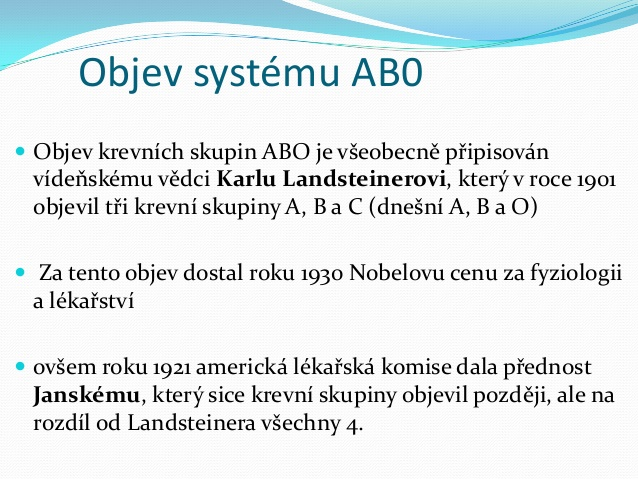 Objev systému AB0
Objev krevních skupin ABO je všeobecně připisován
vídeňskému vědci Karlu Landsteinerovi, který v roce 1901
objevil tři krevní skupiny A, B a C (dnešní A, B a O)
Za tento objev dostal roku 1930 Nobelovu cenu za fyziologii
a lékařství
ovšem roku 1921 americká lékařská komise dala přednost
Janskému, který sice krevní skupiny objevil později, ale na
rozdíl od Landsteinera všechny 4.